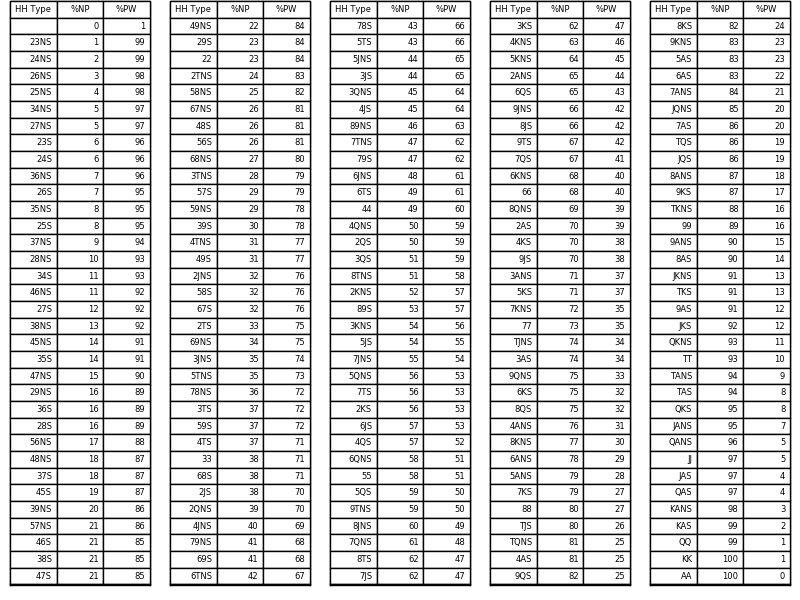 HH Type %NP %PW
0 1
23NS 1 99
24NS 2 99
26NS 3 98
25NS 4 98
34NS 5 97
27NS 5 97
23S 6 96
24S 6 96
36NS 7 96
26S 7 95
35NS 8 95
25S 8 95
37NS 9 94
28NS 10 93
34S 11 93
46NS 11 92
27S 12 92
38NS 13 92
45NS 14 91
35S 14 91
47NS 15 90
29NS 16 89
36S 16 89
28S 16 89
56NS 17 88
48NS 18 87
37S 18 87
45S 19 87
39NS 20 86
57NS 21 86
46S 21 85
38S 21 85
47S 21 85
HH Type %NP %PW
49NS 22 84
29S 23 84
22 23 84
2TNS 24 83
58NS 25 82
67NS 26 81
48S 26 81
56S 26 81
68NS 27 80
3TNS 28 79
57S 29 79
59NS 29 78
39S 30 78
4TNS 31 77
49S 31 77
2JNS 32 76
58S 32 76
67S 32 76
2TS 33 75
69NS 34 75
3JNS 35 74
5TNS 35 73
78NS 36 72
3TS 37 72
59S 37 72
4TS 37 71
33 38 71
68S 38 71
2JS 38 70
2QNS 39 70
4JNS 40 69
79NS 41 68
69S 41 68
6TNS 42 67
HH Type %NP %PW
78S 43 66
5TS 43 66
5JNS 44 65
3JS 44 65
3QNS 45 64
4JS 45 64
89NS 46 63
7TNS 47 62
79S 47 62
6JNS 48 61
6TS 49 61
44 49 60
4QNS 50 59
2QS 50 59
3QS 51 59
8TNS 51 58
2KNS 52 57
89S 53 57
3KNS 54 56
5JS 54 55
7JNS 55 54
5QNS 56 53
7TS 56 53
2KS 56 53
6JS 57 53
4QS 57 52
6QNS 58 51
55 58 51
5QS 59 50
9TNS 59 50
8JNS 60 49
7QNS 61 48
8TS 62 47
7JS 62 47
HH Type %NP %PW
3KS 62 47
4KNS 63 46
5KNS 64 45
2ANS 65 44
6QS 65 43
9JNS 66 42
8JS 66 42
9TS 67 42
7QS 67 41
6KNS 68 40
66 68 40
8QNS 69 39
2AS 70 39
4KS 70 38
9JS 70 38
3ANS 71 37
5KS 71 37
7KNS 72 35
77 73 35
TJNS 74 34
3AS 74 34
9QNS 75 33
6KS 75 32
8QS 75 32
4ANS 76 31
8KNS 77 30
6ANS 78 29
5ANS 79 28
7KS 79 27
88 80 27
TJS 80 26
TQNS 81 25
4AS 81 25
9QS 82 25
HH Type %NP %PW
8KS 82 24
9KNS 83 23
5AS 83 23
6AS 83 22
7ANS 84 21
JQNS 85 20
7AS 86 20
TQS 86 19
JQS 86 19
8ANS 87 18
9KS 87 17
TKNS 88 16
99 89 16
9ANS 90 15
8AS 90 14
JKNS 91 13
TKS 91 13
9AS 91 12
JKS 92 12
QKNS 93 11
TT 93 10
TANS 94 9
TAS 94 8
QKS 95 8
JANS 95 7
QANS 96 5
JJ 97 5
JAS 97 4
QAS 97 4
KANS 98 3
KAS 99 2
QQ 99 1
KK 100 1
AA 100 0